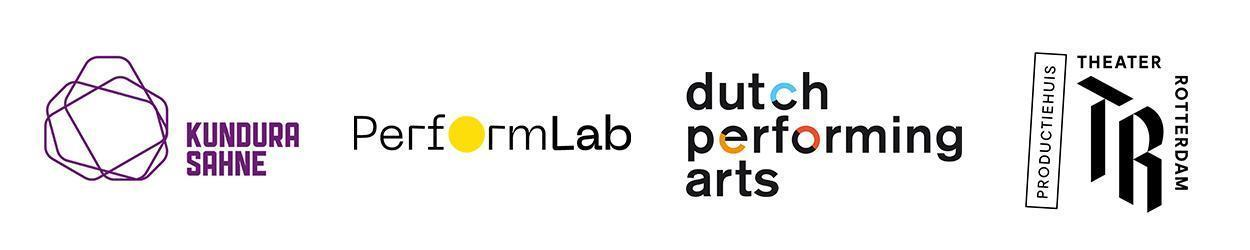 KUNDURA
SAHNE
PerformLab
dutch
performing
arts
PRODUCTIEHUIS
THEATER
TR
ROTTERDAM